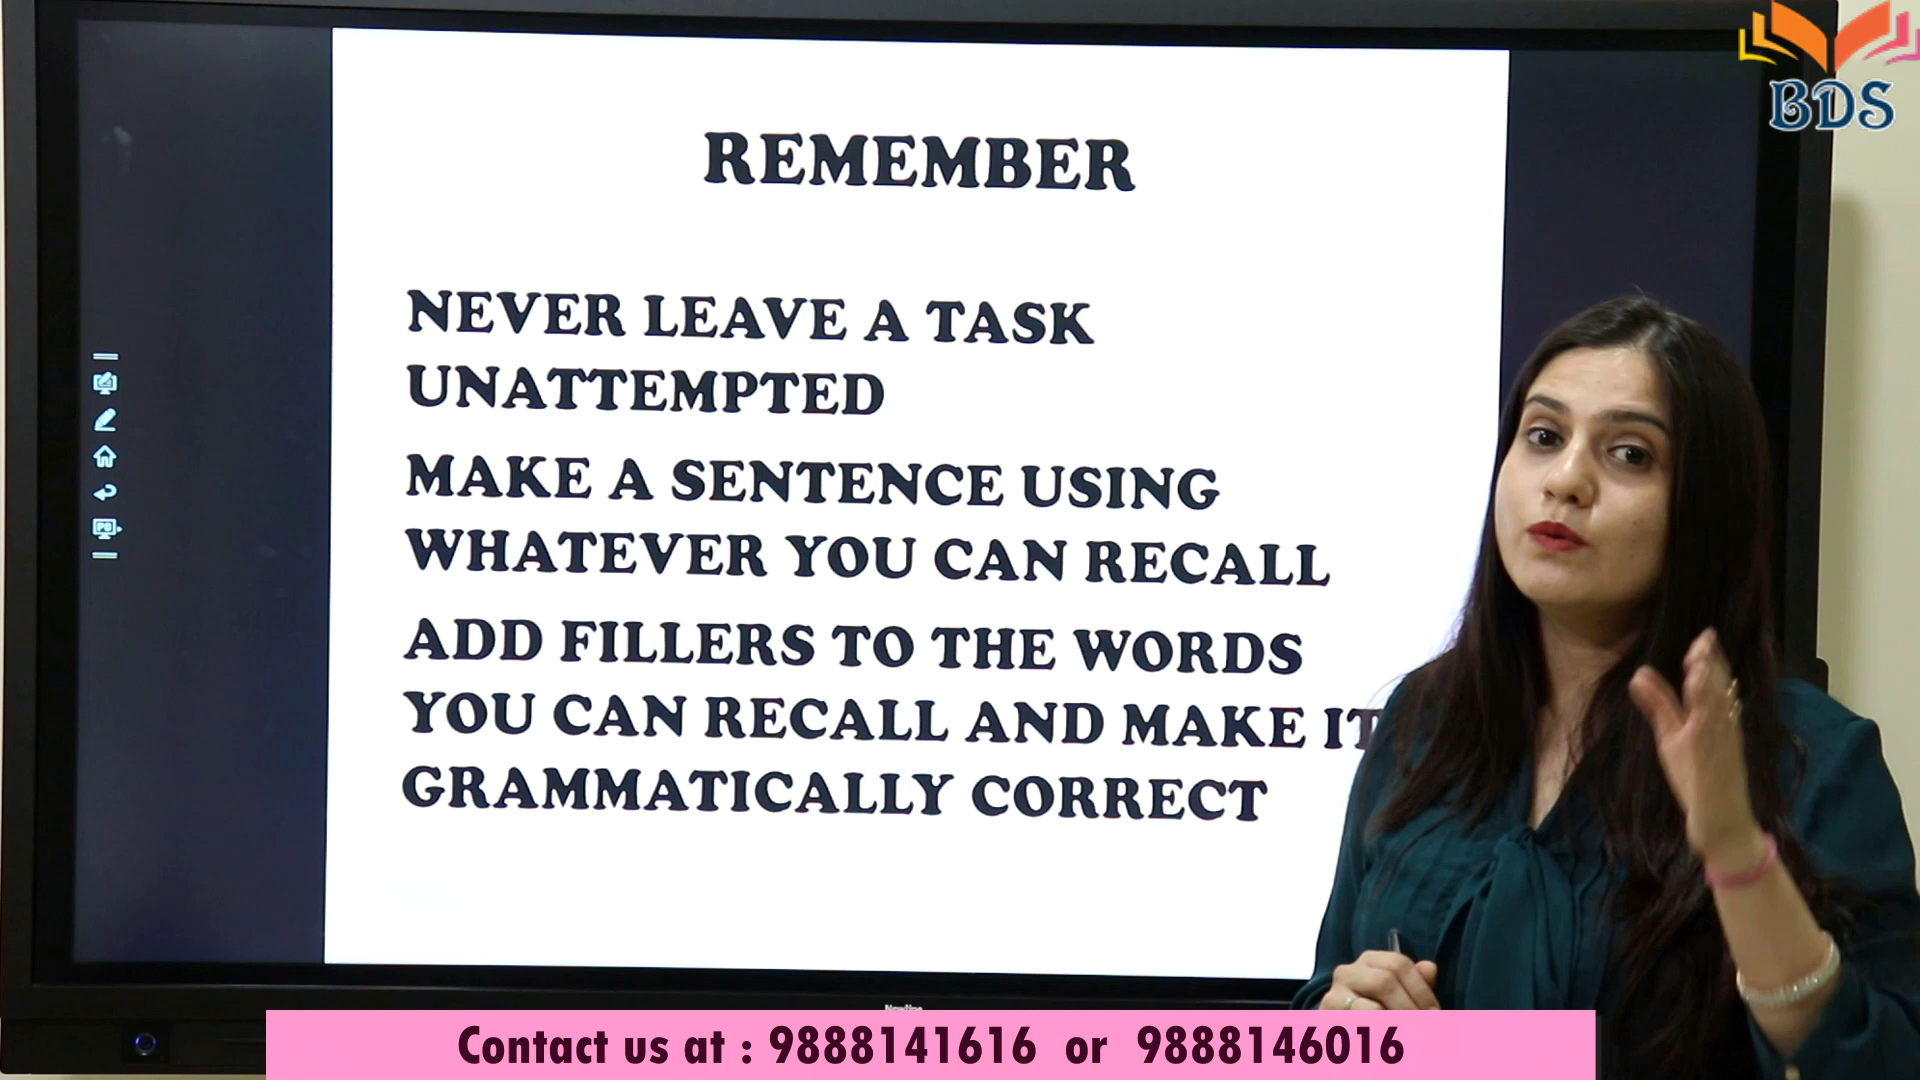 BDS
REMEMBER
NEVER LEAVE A TASK
UNATTEMPTED
MAKE A SENTENCE USING
WHATEVER YOU CAN RECALL
ADD FILLERS TO THE WORDS
YOU CAN RECALL AND MAKE IT
GRAMMATICALLY CORRECT
Newline
Contact us at : 9888141616 or 9888146016